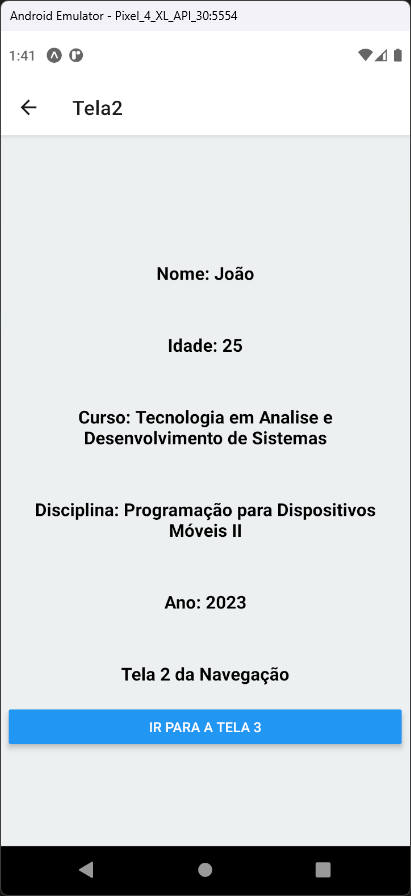 Android Emulator - Pixel_4_XL_API_30:5554
1:41
Tela2
Nome: João
Idade: 25
Curso: Tecnologia em Analise e
Desenvolvimento de Sistemas
Disciplina: Programação para Dispositivos
Móveis II
Ano: 2023
Tela 2 da Navegação
IR PARA A TELA 3